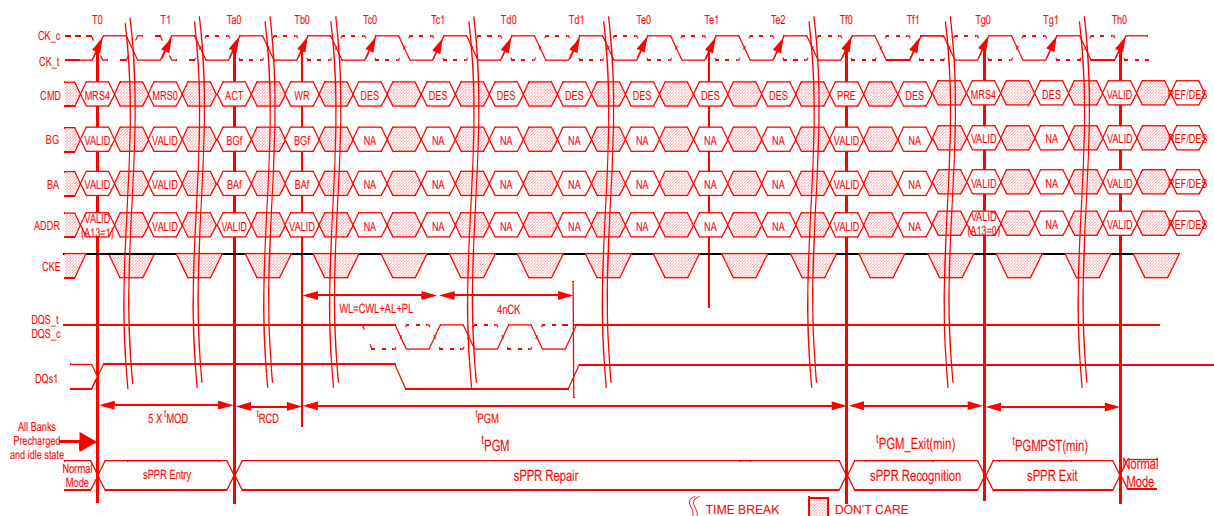 T0 T1 Ta0 Tb0 Tc0 Tc1 Td0 Td1 Te0 Te1 Te2 Tf0 Tf1 Tg0 Tg1 Th0
CK_c
CK_t
CMD MRS4 MRS0 ACT WR DES DES DES DES DES DES DES PRE DES MRS4 DES VALID REF/DES
BG VALID VALID BGf BGf NA NA NA NA NA NA NA VALID NA VALID NA VALID REF/DES
BA VALID VALID BAf BAf NA NA NA NA NA NA NA VALID NA VALID NA VALID REF/DES
ADDR VALID (A13=1) VALID VALID VALID NA NA NA NA NA NA NA VALID NA VALID (A13=0) NA VALID REF/DES
CKE
WL=CWL+AL+PL 4nCK
DQS_t
DQS_c
DQs1
5 X tMOD tRCD tPGM
All Banks
Precharged
and idle state
tPGM tPGM_Exit(min) tPGMPST(min)
Normal Mode sPPR Entry sPPR Repair sPPR Recognition sPPR Exit Normal Mode
TIME BREAK DON'T CARE